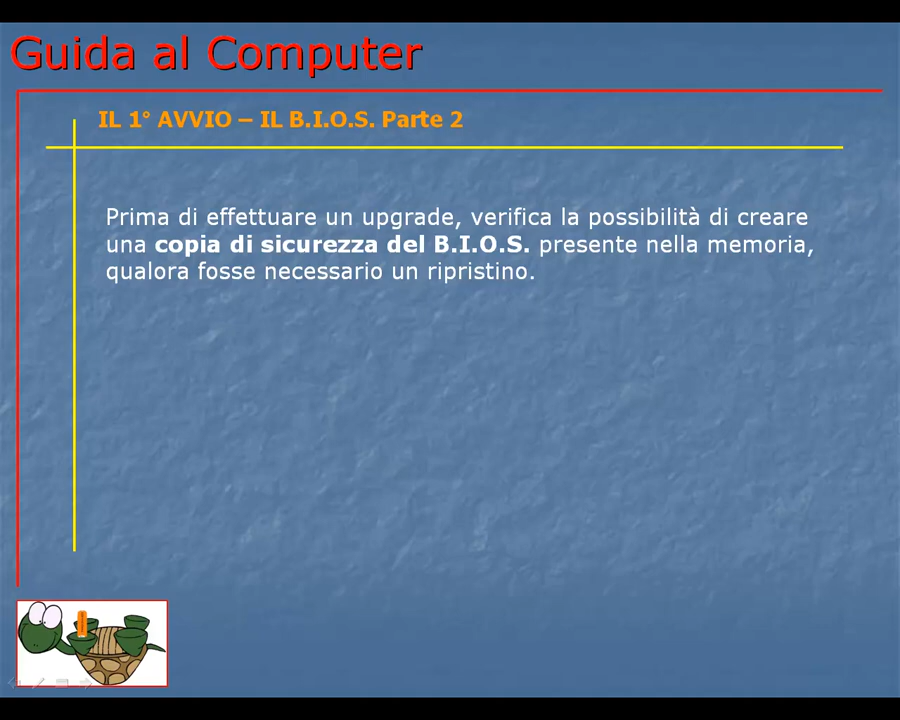 Guida al Computer
IL 1° AVVIO – IL B.I.O.S. Parte 2
Prima di effettuare un upgrade, verifica la possibilità di creare
una copia di sicurezza del B.I.O.S. presente nella memoria,
qualora fosse necessario un ripristino.